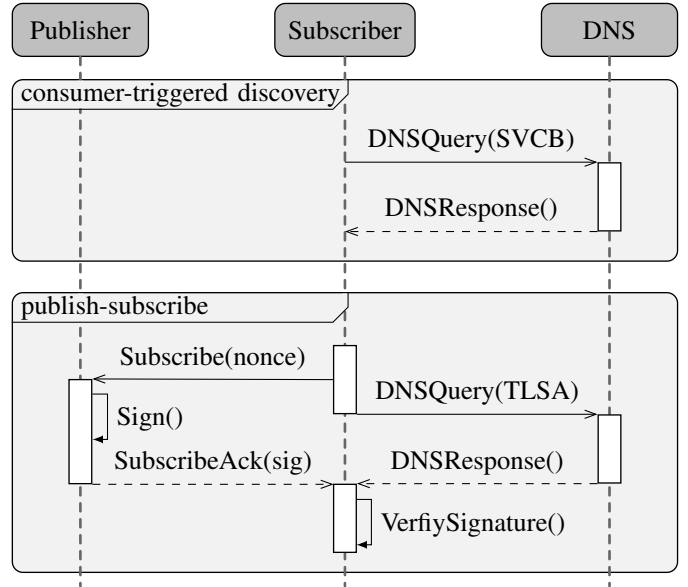 Publisher
Subscriber
DNS
consumer-triggered discovery
DNSQuery(SVCB)
DNSResponse()
publish-subscribe
Subscribe(nonce)
DNSQuery(TLSA)
Sign()
SubscribeAck(sig)
DNSResponse()
VerfiySignature()